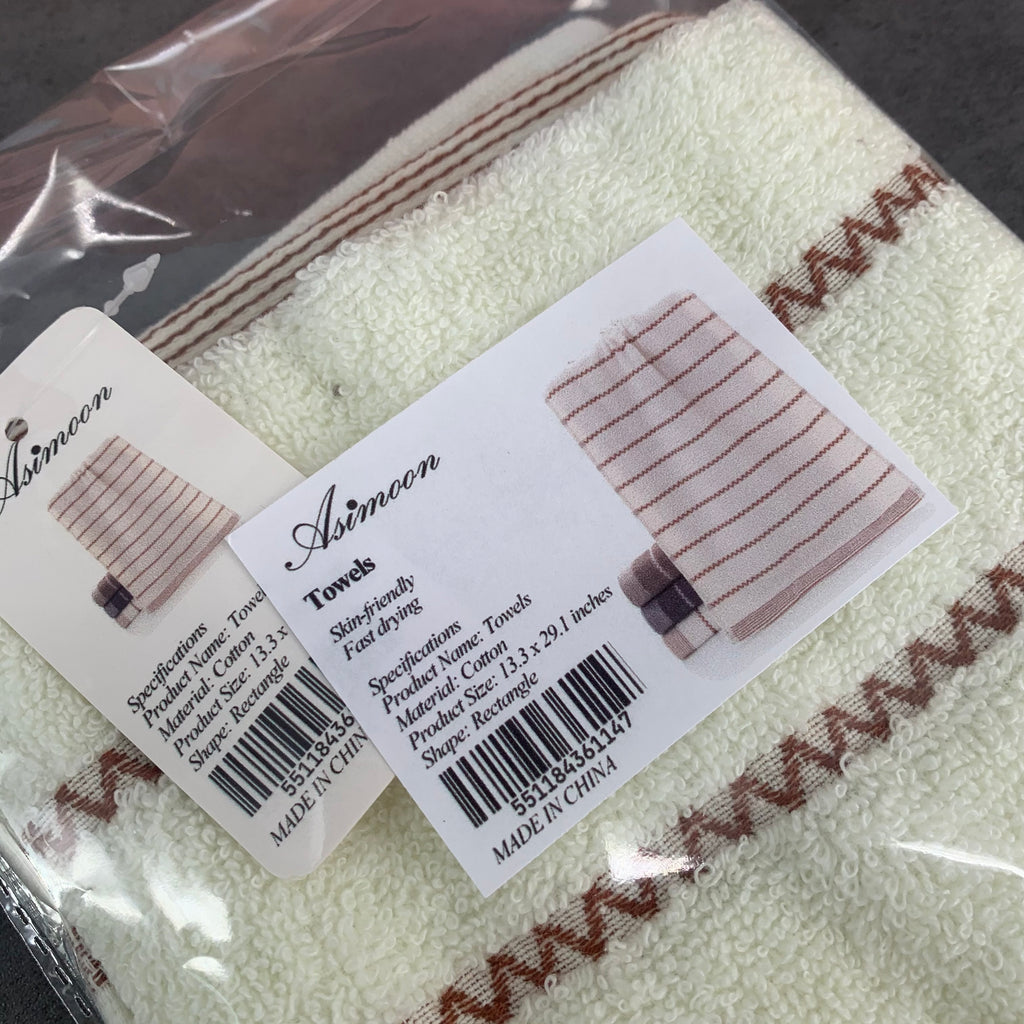 Asimoon
Specifications
Product Name: Towel
Material: Cotton
Product Size: 13.3 x
Shape: Rectangle
55118436
MADE IN CHIN
Asimoon
Towels
Skin-friendly
Fast drying
Specifications
Product Name: Towels
Material: Cotton
Product Size: 13.3 x 29.1 inches
Shape: Rectangle
551184361147
MADE IN CHINA